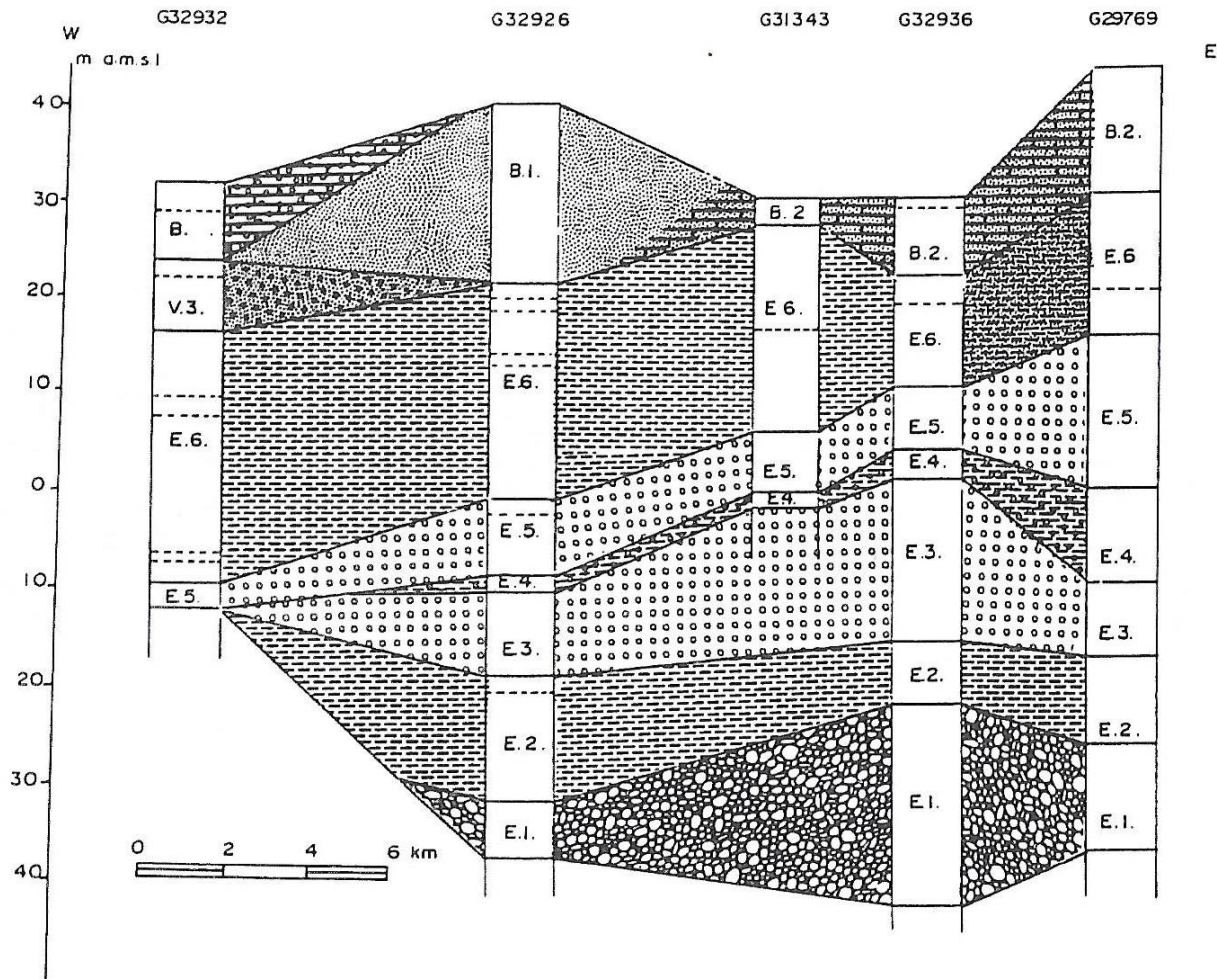 G32932 G32926 G31343 G32936 G29769
W E
m a.m.s.l
40
30
20
10
0
10
20
30
40
B. .
V.3.
E.6.
E.5.
B.1.
E.6.
E.5.
E.4.
E.3.
E.2.
E.1.
B.2
E.6.
E.5.
E.4.
B.2.
E.6.
E.5.
E.4.
E.3.
E.2.
E.1.
B.2.
E.6
E.5.
E.4.
E.3.
E.2.
E.1.
0 2 4 6 km